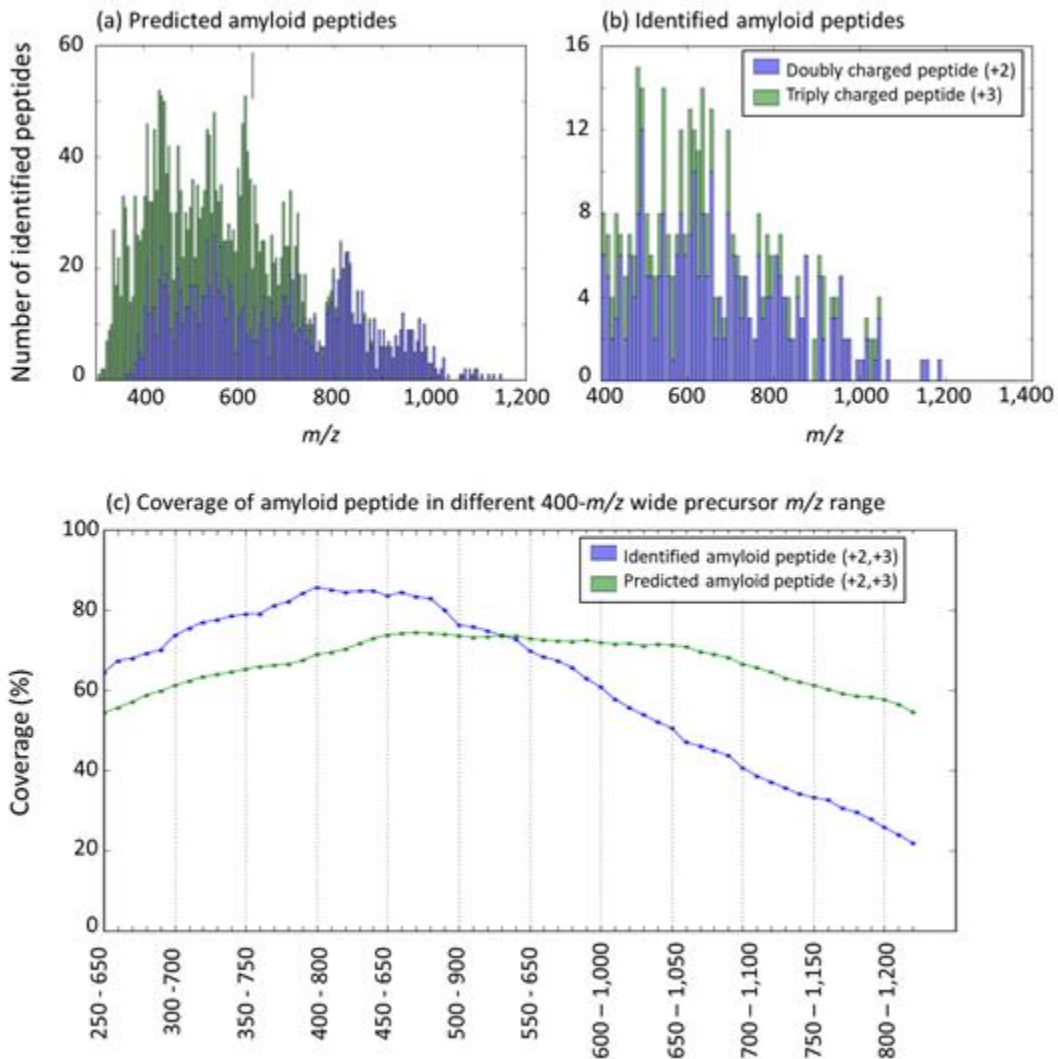 (a) Predicted amyloid peptides
(b) Identified amyloid peptides
Number of identified peptides
60
40
20
0
400
600
800
1,000
1,200
m/z
16
12
8
4
0
Doubly charged peptide (+2)
Triply charged peptide (+3)
400
600
800
1,000
1,200
1,400
m/z
(c) Coverage of amyloid peptide in different 400-m/z wide precursor m/z range
Coverage (%)
100
80
60
40
20
0
Identified amyloid peptide (+2,+3)
Predicted amyloid peptide (+2,+3)
250 - 650
300 -700
350 - 750
400 - 800
450 - 650
500 - 900
550 - 650
600 – 1,000
650 – 1,050
700 – 1,100
750 – 1,150
800 – 1,200